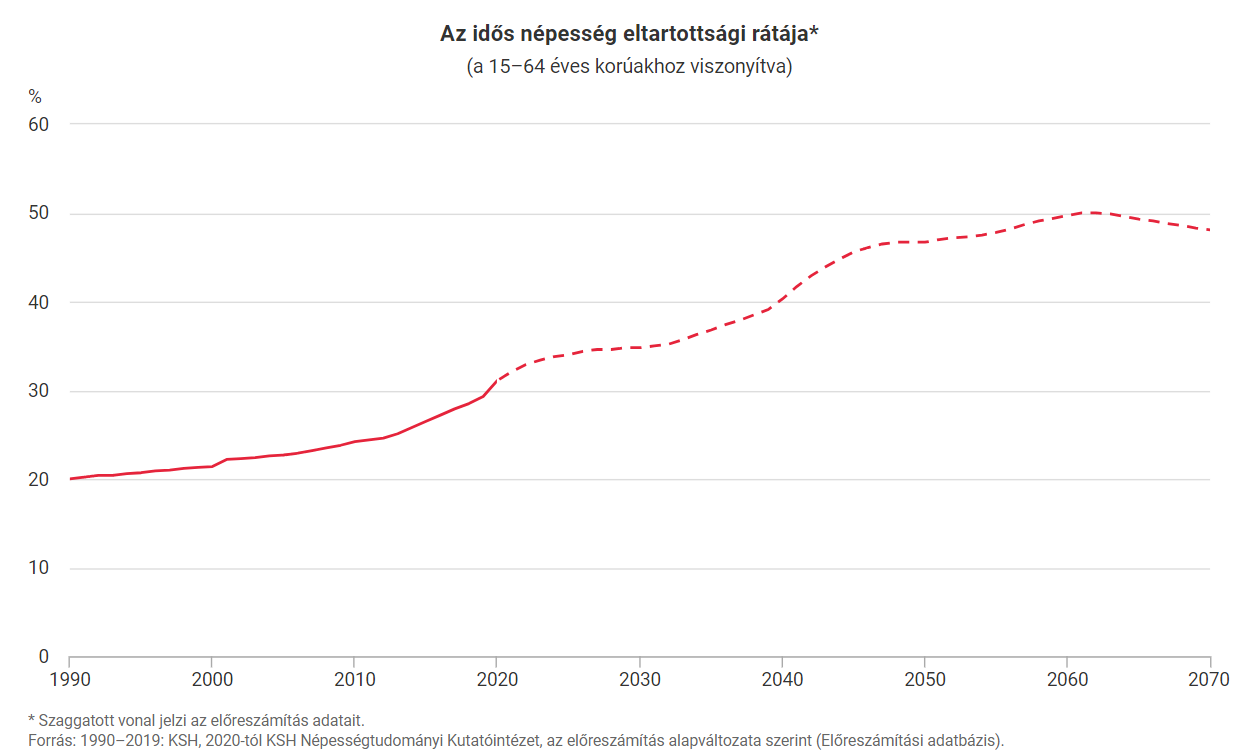 Az idős népesség eltartottsági rátája*
(a 15–64 éves korúakhoz viszonyítva)
%
60
50
40
30
20
10
0
1990 2000 2010 2020 2030 2040 2050 2060 2070
* Szaggatott vonal jelzi az előreszámítás adatait.
Forrás: 1990–2019: KSH, 2020-tól KSH Népességtudományi Kutatóintézet, az előreszámítás alapváltozata szerint (Előreszámítási adatbázis).